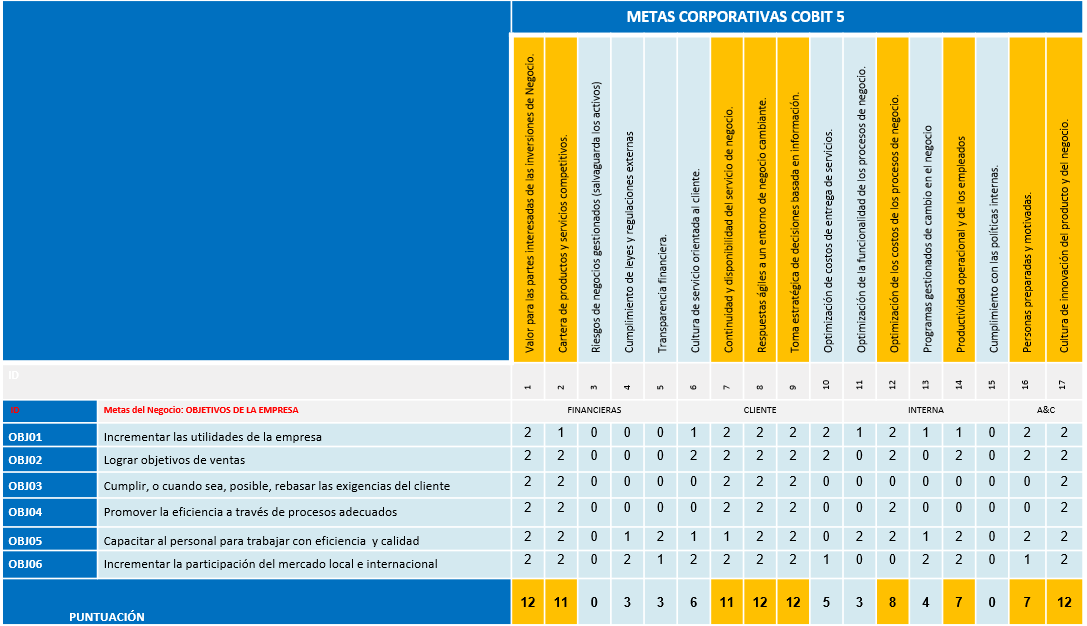 METAS CORPORATIVAS COBIT 5
Valor para las partes interesadas de las inversiones de Negocio.
Cartera de productos y servicios competitivos.
Riesgos de negocios gestionados (salvaguarda los activos)
Cumplimiento de leyes y regulaciones externas
Transparencia financiera.
Cultura de servicio orientada al cliente.
Continuidad y disponibilidad del servicio de negocio.
Respuestas ágiles a un entorno de negocio cambiante.
Toma estratégica de decisiones basada en información.
Optimización de costos de entrega de servicios.
Optimización de la funcionalidad de los procesos de negocio.
Optimización de los costos de los procesos de negocio.
Programas gestionados de cambio en el negocio
Productividad operacional y de los empleados
Cumplimiento con las políticas internas.
Personas preparadas y motivadas.
Cultura de innovación del producto y del negocio.
ID 1 2 3 4 5 6 7 8 9 10 11 12 13 14 15 16 17
ID Metas del Negocio: OBJETIVOS DE LA EMPRESA FINANCIERAS CLIENTE INTERNA A&C
OBJ01 Incrementar las utilidades de la empresa 2 1 0 0 0 1 2 2 2 2 1 2 1 1 0 2 2
OBJ02 Lograr objetivos de ventas 2 2 0 0 0 2 2 2 2 2 0 2 0 2 0 2 2
OBJ03 Cumplir, o cuando sea, posible, rebasar las exigencias del cliente 2 2 0 0 0 0 2 2 2 0 0 0 0 0 0 0 2
OBJ04 Promover la eficiencia a través de procesos adecuados 2 2 0 0 0 0 2 2 2 0 0 2 0 0 0 0 2
OBJ05 Capacitar al personal para trabajar con eficiencia y calidad 2 2 0 1 2 1 1 2 2 0 2 2 1 2 0 2 2
OBJ06 Incrementar la participación del mercado local e internacional 2 2 0 2 1 2 2 2 2 1 0 0 2 2 0 1 2
PUNTUACIÓN 12 11 0 3 3 6 11 12 12 5 3 8 4 7 0 7 12